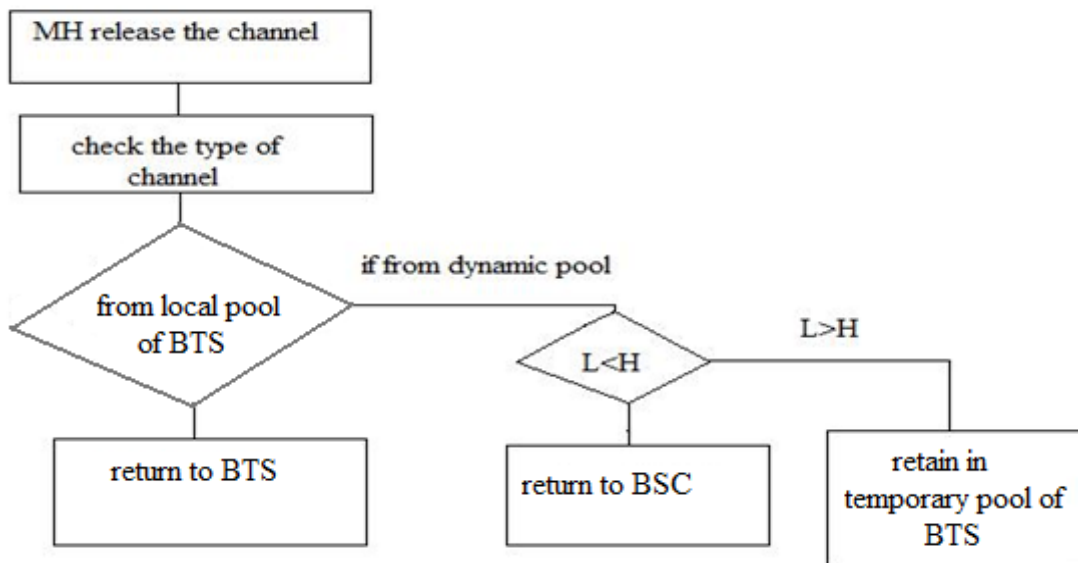 MH release the channel
check the type of
channel
if from dynamic pool
from local pool
of BTS
L<H
L>H
return to BTS
return to BSC
retain in
temporary pool of
BTS